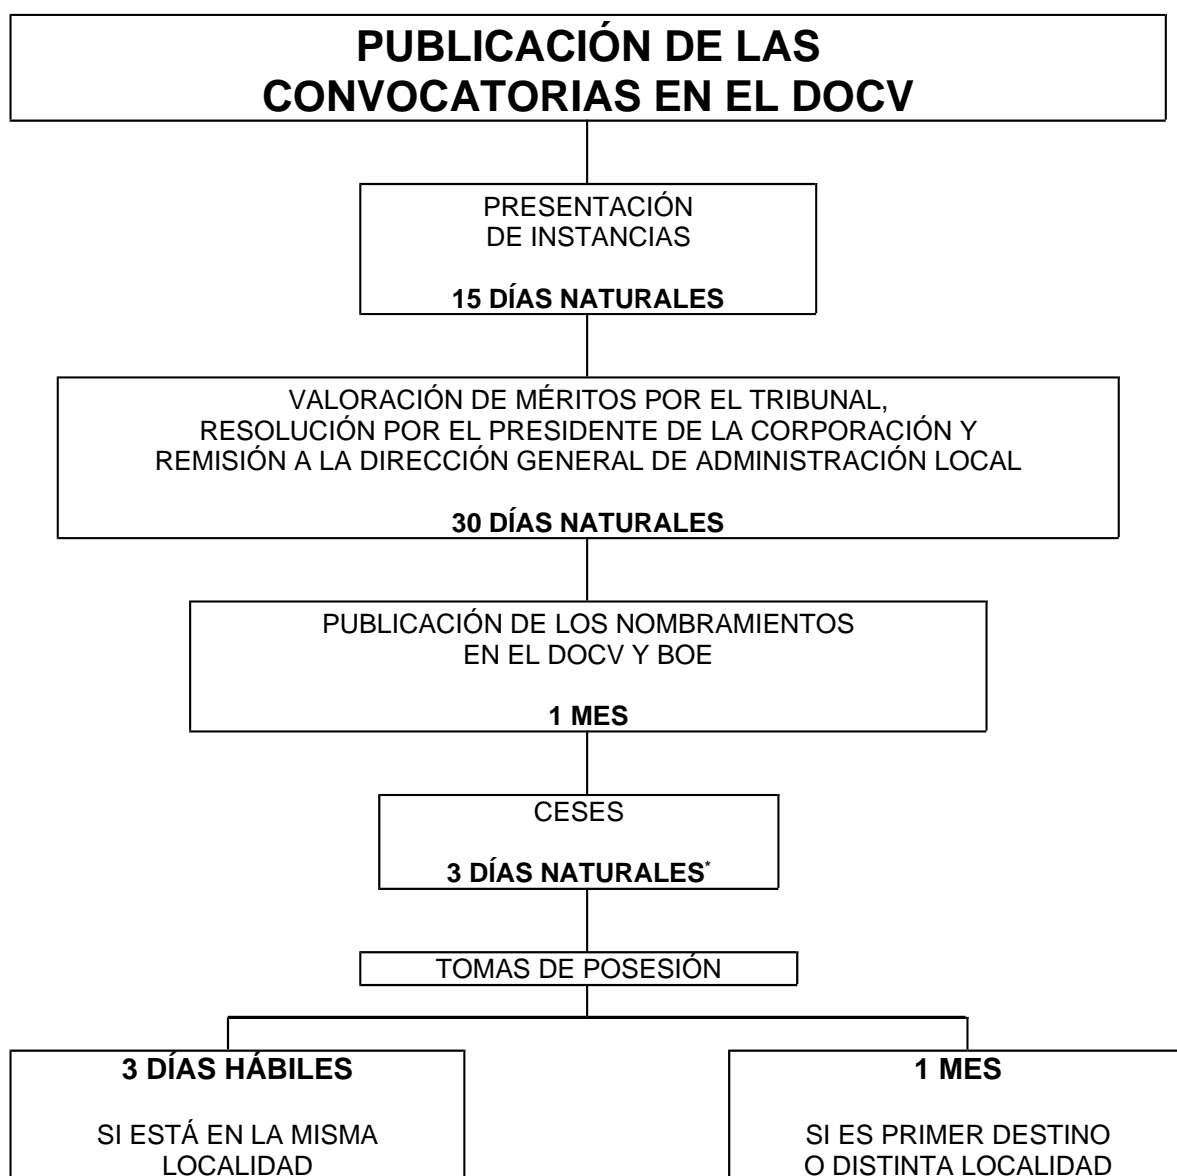 PUBLICACIÓN DE LAS
CONVOCATORIAS EN EL DOCV
PRESENTACIÓN
DE INSTANCIAS
15 DÍAS NATURALES
VALORACIÓN DE MÉRITOS POR EL TRIBUNAL,
RESOLUCIÓN POR EL PRESIDENTE DE LA CORPORACIÓN Y
REMISIÓN A LA DIRECCIÓN GENERAL DE ADMINISTRACIÓN LOCAL
30 DÍAS NATURALES
PUBLICACIÓN DE LOS NOMBRAMIENTOS
EN EL DOCV Y BOE
1 MES
CESES
3 DÍAS NATURALES*
TOMAS DE POSESIÓN
3 DÍAS HÁBILES
SI ESTÁ EN LA MISMA
LOCALIDAD
1 MES
SI ES PRIMER DESTINO
O DISTINTA LOCALIDAD